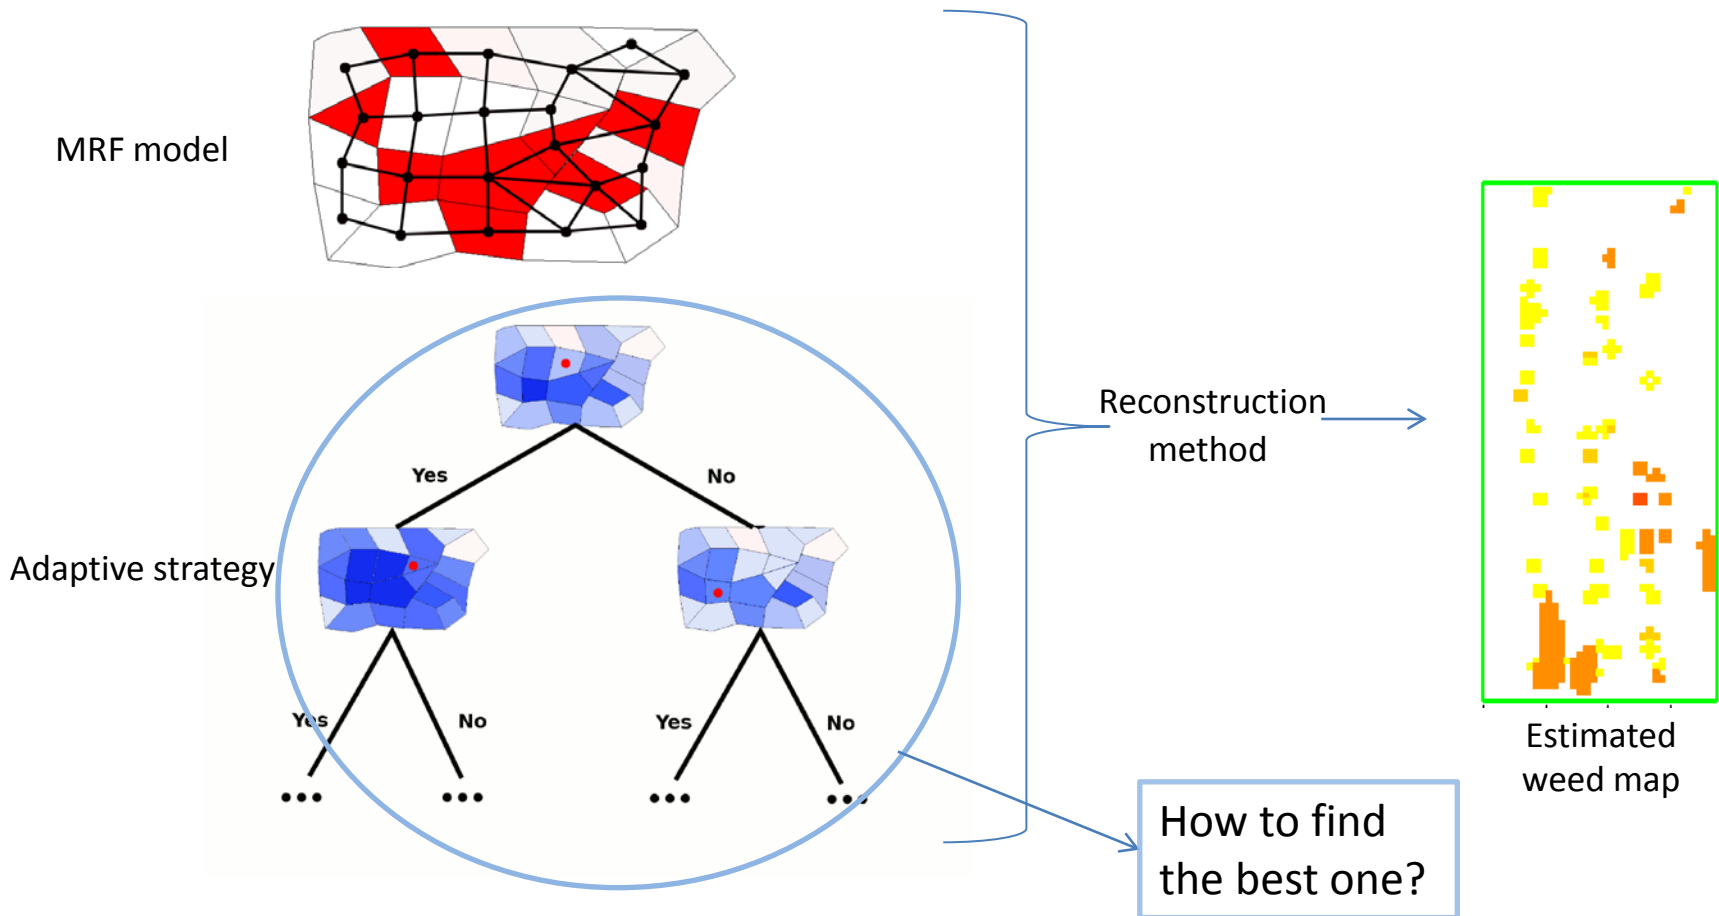 MRF model
Yes
No
Reconstruction
method
Adaptive strategy
Yes
No
Yes
No
Estimated
weed map
How to find
the best one?